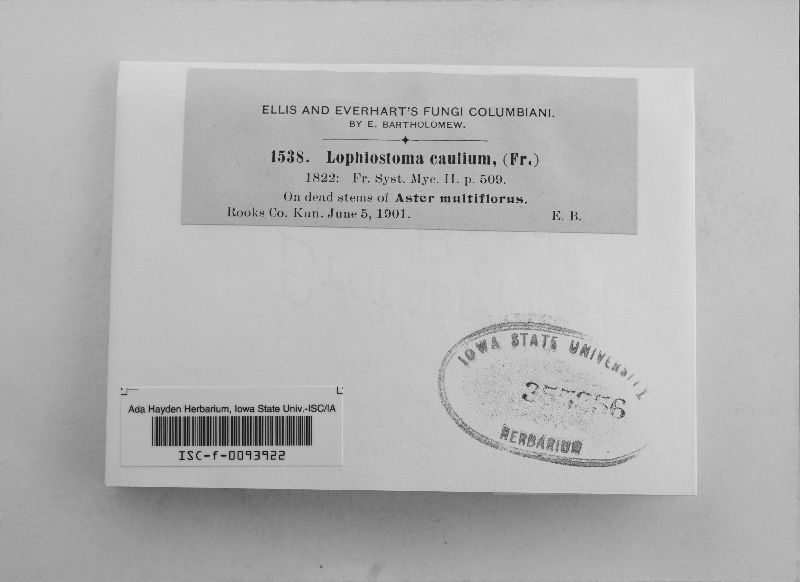 ELLIS AND EVERHART'S FUNGI COLUMBIANI.
BY E. BARTHOLOMEW.
1538. Lophiostoma caulium, (Fr.)
1822: Fr. Syst. Myc. II. p. 509.
On dead stems of Aster multiflorus.
Rooks Co. Kan. June 5, 1901. E. B.
IOWA STATE UNIVERSITY
HERBARIUM
Ada Hayden Herbarium, Iowa State Univ.-ISC/IA
ISC-f-0093922